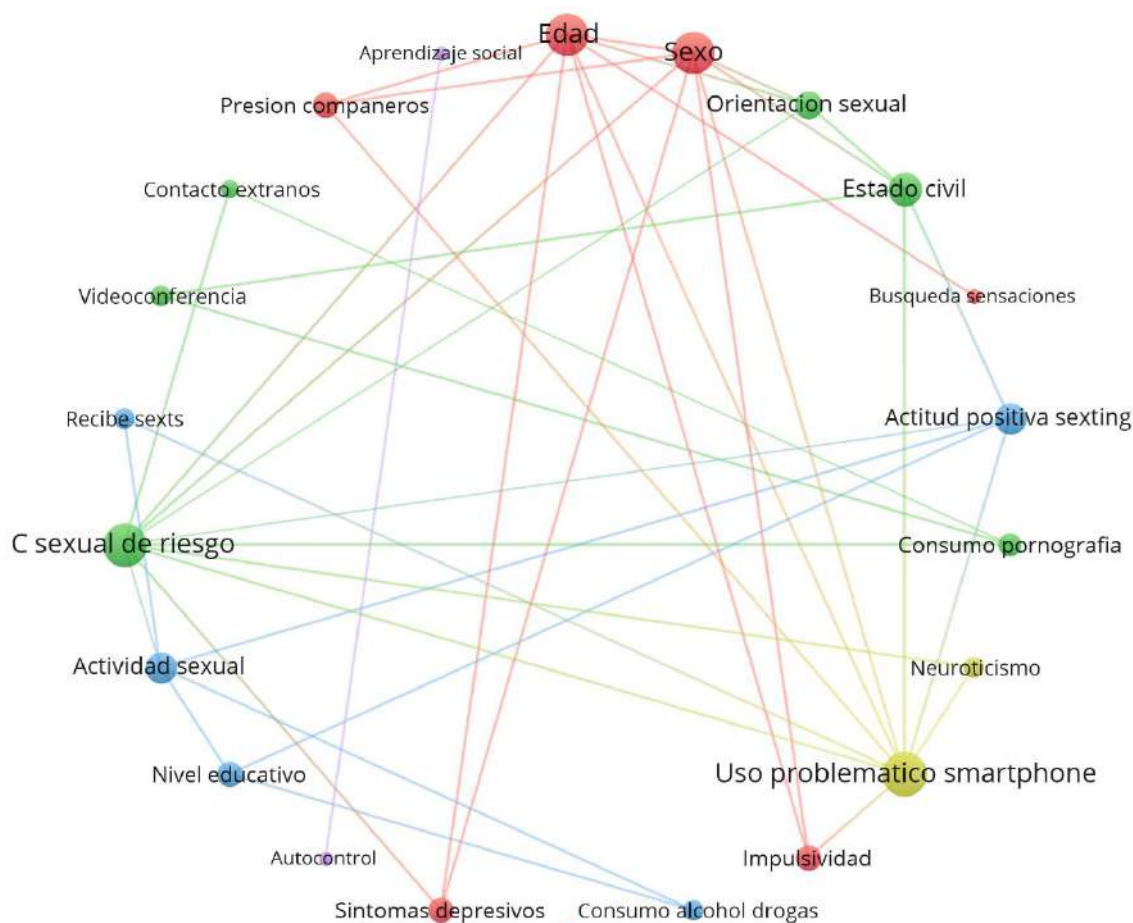 Edad
Aprendizaje social
Sexo
Presion companeros
Orientacion sexual
Contacto extranos
Estado civil
Videoconferencia
Busqueda sensaciones
Recibe sexts
Actitud positiva sexting
C sexual de riesgo
Consumo pornografia
Actividad sexual
Neuroticismo
Nivel educativo
Uso problematico smartphone
Autocontrol
Impulsividad
Sintomas depresivos
Consumo alcohol drogas